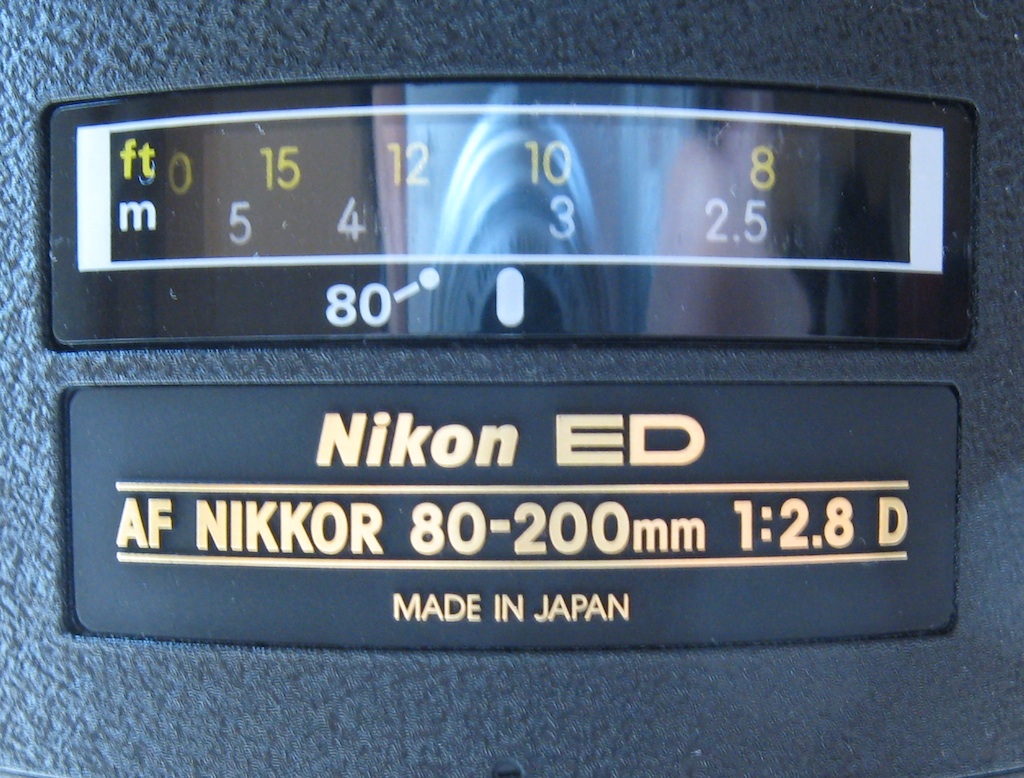 ft 0 15 12 10 8
m 5 4 3 2.5
80
Nikon ED
AF NIKKOR 80-200mm 1:2.8 D
MADE IN JAPAN